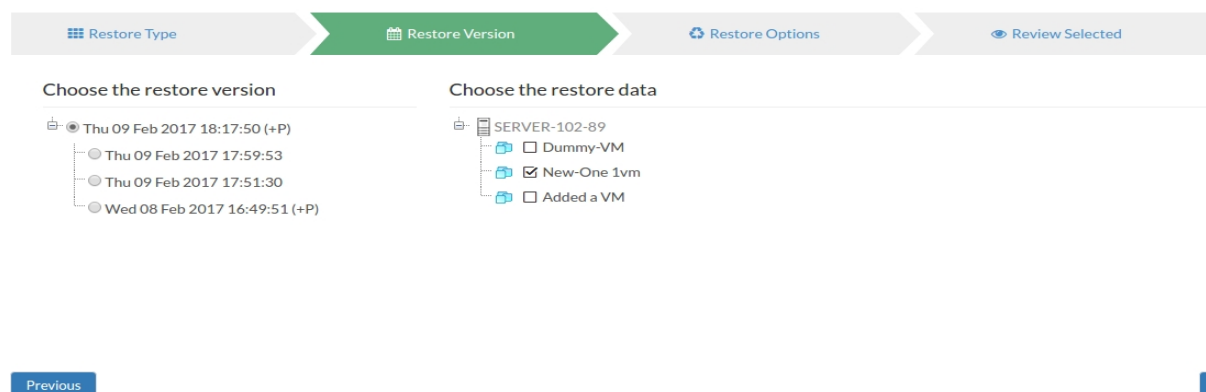 Restore Type
Restore Version
Restore Options
Review Selected
Choose the restore version
Thu 09 Feb 2017 18:17:50 (+P)
Thu 09 Feb 2017 17:59:53
Thu 09 Feb 2017 17:51:30
Wed 08 Feb 2017 16:49:51 (+P)
Choose the restore data
SERVER-102-89
Dummy-VM
New-One 1vm
Added a VM
Previous